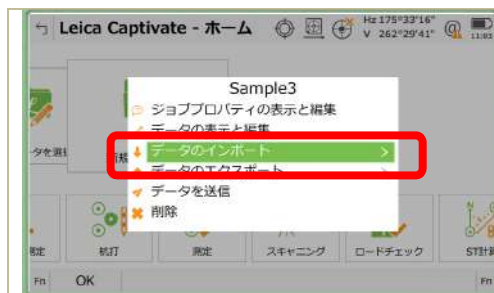 Leica Captivate - ホーム
Hz 175°33'16"
V 262°29'41"
11:03
Sample3
ジョブプロパティの表示と編集
データの表示と編集
データのインポート
データのエクスポート
データを送信
削除
杭打
測定
スキャニング
ロードチェック
Fn
OK
Fn